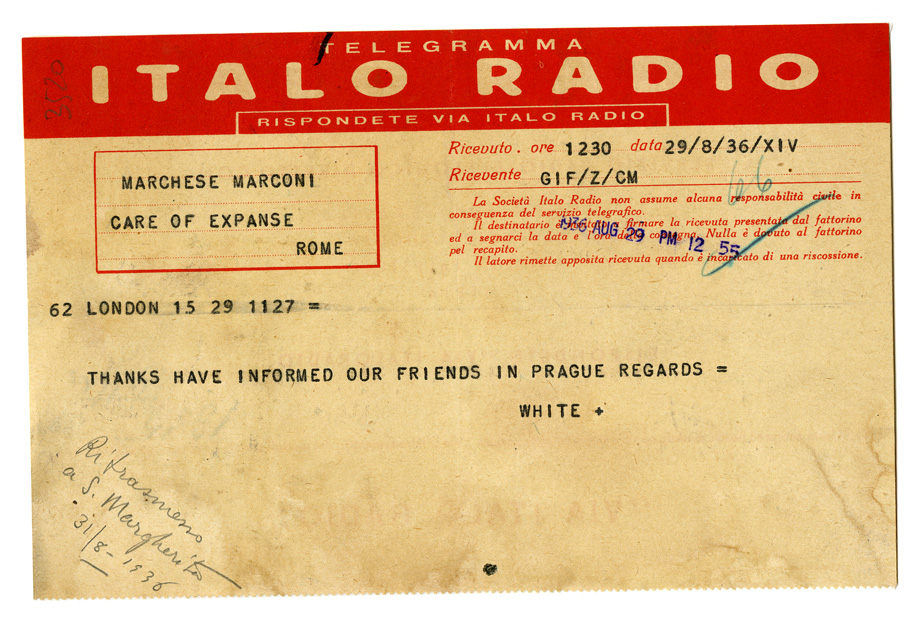 TELEGRAMMA
ITALO RADIO
RISPONDETE VIA ITALO RADIO
3520
Ricevuto . ore 1230 data 29/8/36/XIV
Ricevente GIF/Z/CM
66
MARCHESE MARCONI
CARE OF EXPANSE
ROME
La Società Italo Radio non assume alcuna responsabilità civile in
conseguenza del servizio telegrafico.
Il destinatario è firmare la ricevuta presentata dal fattorino
ed a segnarci la data e l'ora della consegna. Nulla è dovuto al fattorino
pel recapito.
Il latore rimette apposita ricevuta quando è incaricato di una riscossione.
1936 AUG 29 PM 12 55
62 LONDON 15 29 1127 =
THANKS HAVE INFORMED OUR FRIENDS IN PRAGUE REGARDS =
WHITE +
Ritrasmesso
a S. Margherita
31/8-1936